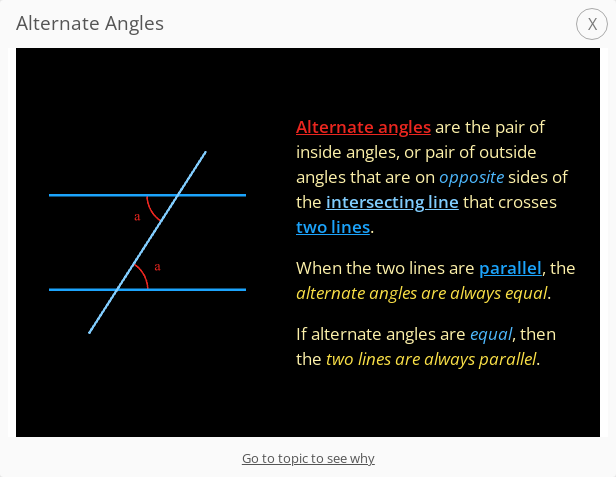 Alternate Angles
X
Alternate angles are the pair of
inside angles, or pair of outside
angles that are on opposite sides of
the intersecting line that crosses
two lines.
a
a
When the two lines are parallel, the
alternate angles are always equal.
If alternate angles are equal, then
the two lines are always parallel.
Go to topic to see why